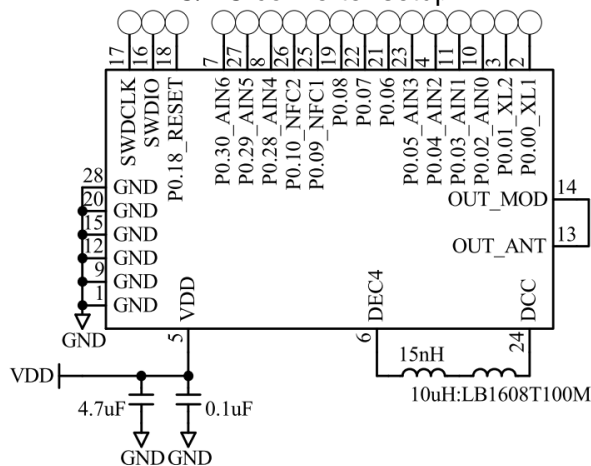 17 SWDCLK
16 SWDIO
18 P0.18_RESET
7 P0.30_AIN6
27 P0.29_AIN5
8 P0.28_AIN4
26 P0.10_NFC2
25 P0.09_NFC1
19 P0.08
22 P0.07
21 P0.06
23 P0.05_AIN3
4 P0.04_AIN2
11 P0.03_AIN1
10 P0.02_AIN0
3 P0.01_XL2
2 P0.00_XL1
28 GND
20 GND
15 GND
12 GND
9 GND
1 GND
GND
OUT_MOD 14
OUT_ANT 13
VDD 5
DEC4 6
DCC 24
15nH
10uH:LB1608T100M
VDD
4.7uF
0.1uF
GND GND